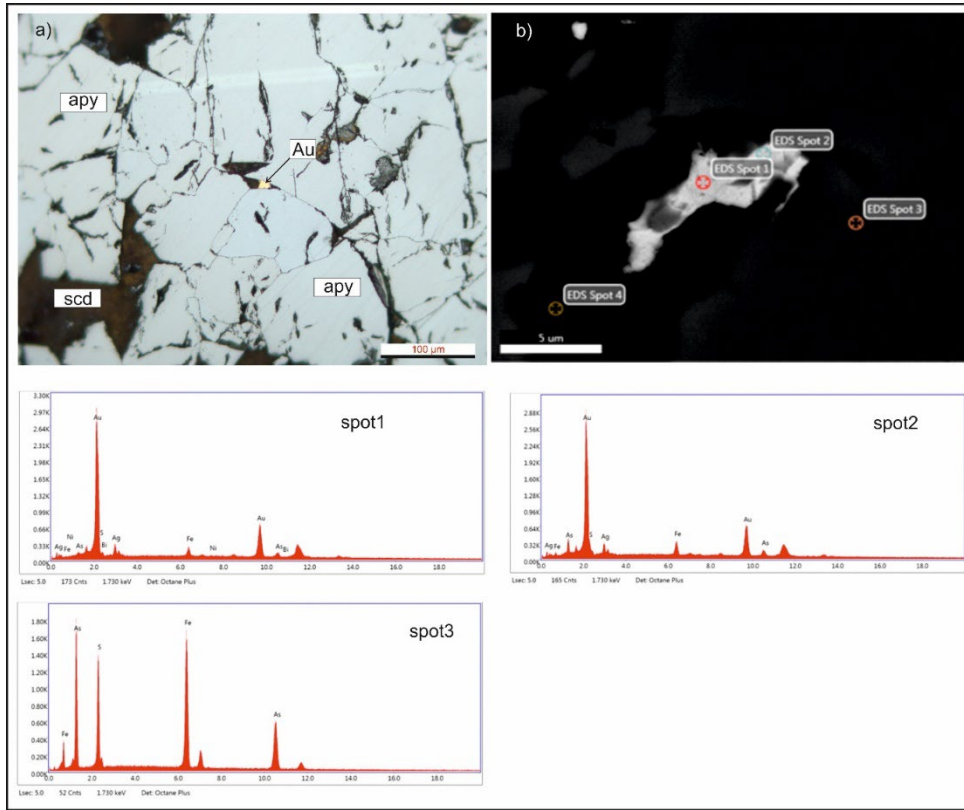 a)
apy
Au
scd
apy
100 µm
b)
EDS Spot 2
EDS Spot 1
EDS Spot 3
EDS Spot 4
5 um
spot1
3.30K
2.97K
2.64K
2.31K
1.98K
1.65K
1.32K
0.99K
0.66K
0.33K
0.00K
Au
Ni
Ag
Fe
As
S
Bi
Ag
Fe
Ni
Au
As
Bi
0.0 2.0 4.0 6.0 8.0 10.0 12.0 14.0 16.0 18.0
Lsec: 5.0 173 Cnts 1.730 keV Det: Octane Plus
spot2
2.88K
2.56K
2.24K
1.92K
1.60K
1.28K
0.96K
0.64K
0.32K
0.00K
Au
Ag
Fe
As
S
Ag
Fe
Au
As
0.0 2.0 4.0 6.0 8.0 10.0 12.0 14.0 16.0 18.0
Lsec: 5.0 165 Cnts 1.730 keV Det: Octane Plus
spot3
1.80K
1.60K
1.40K
1.20K
1.00K
0.80K
0.60K
0.40K
0.20K
0.00K
Fe
As
S
Fe
As
0.0 2.0 4.0 6.0 8.0 10.0 12.0 14.0 16.0 18.0
Lsec: 5.0 52 Cnts 1.730 keV Det: Octane Plus